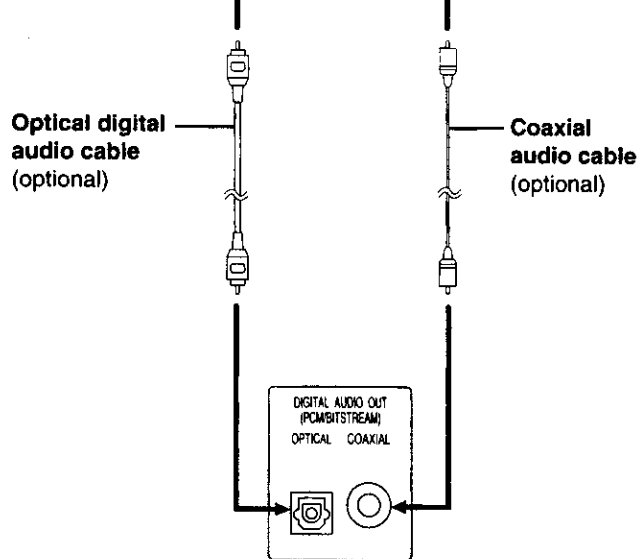 Optical digital
audio cable
(optional)
Coaxial
audio cable
(optional)
DIGITAL AUDIO OUT
(PCM/BITSTREAM)
OPTICAL COAXIAL